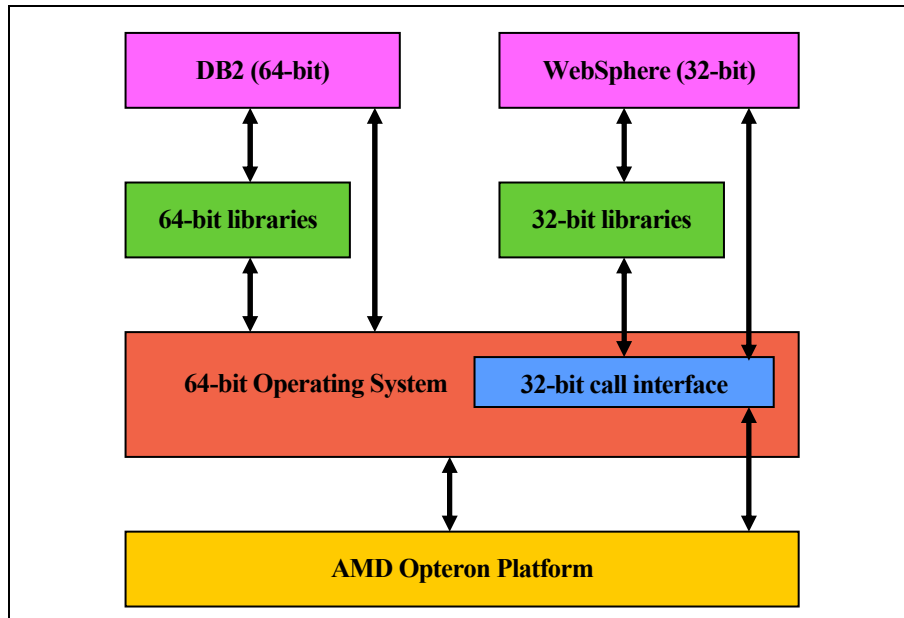 DB2 (64-bit)
WebSphere (32-bit)
64-bit libraries
32-bit libraries
64-bit Operating System
32-bit call interface
AMD Opteron Platform